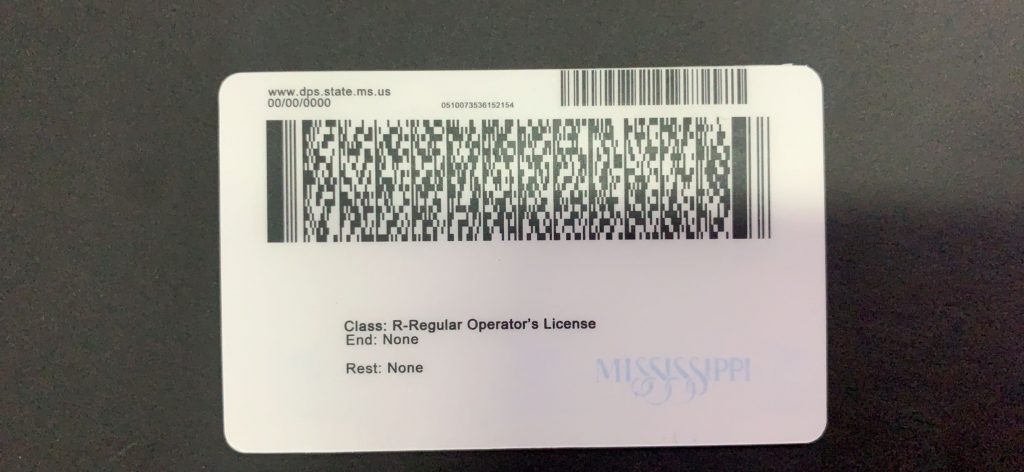 www.dps.state.ms.us
00/00/0000
0510073536152154
Class: R-Regular Operator's License
End: None
Rest: None
MISSISSIPPI